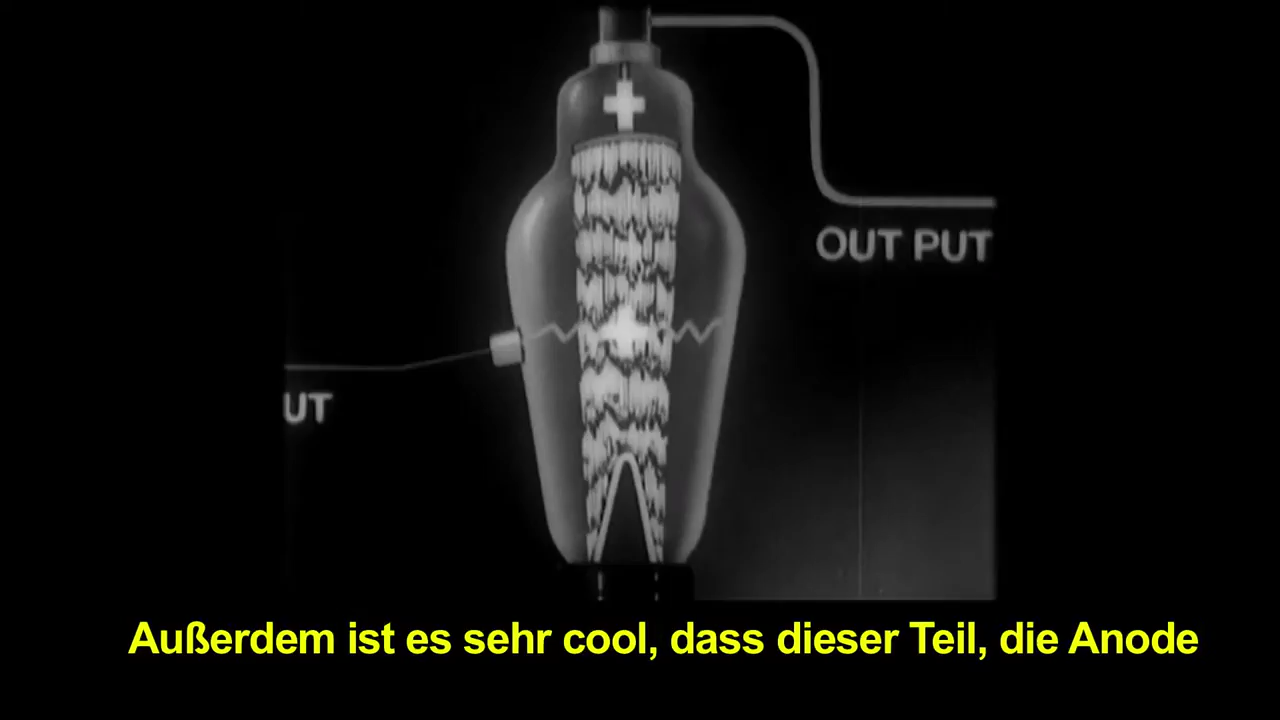 OUT PUT
UT
Außerdem ist es sehr cool, dass dieser Teil, die Anode